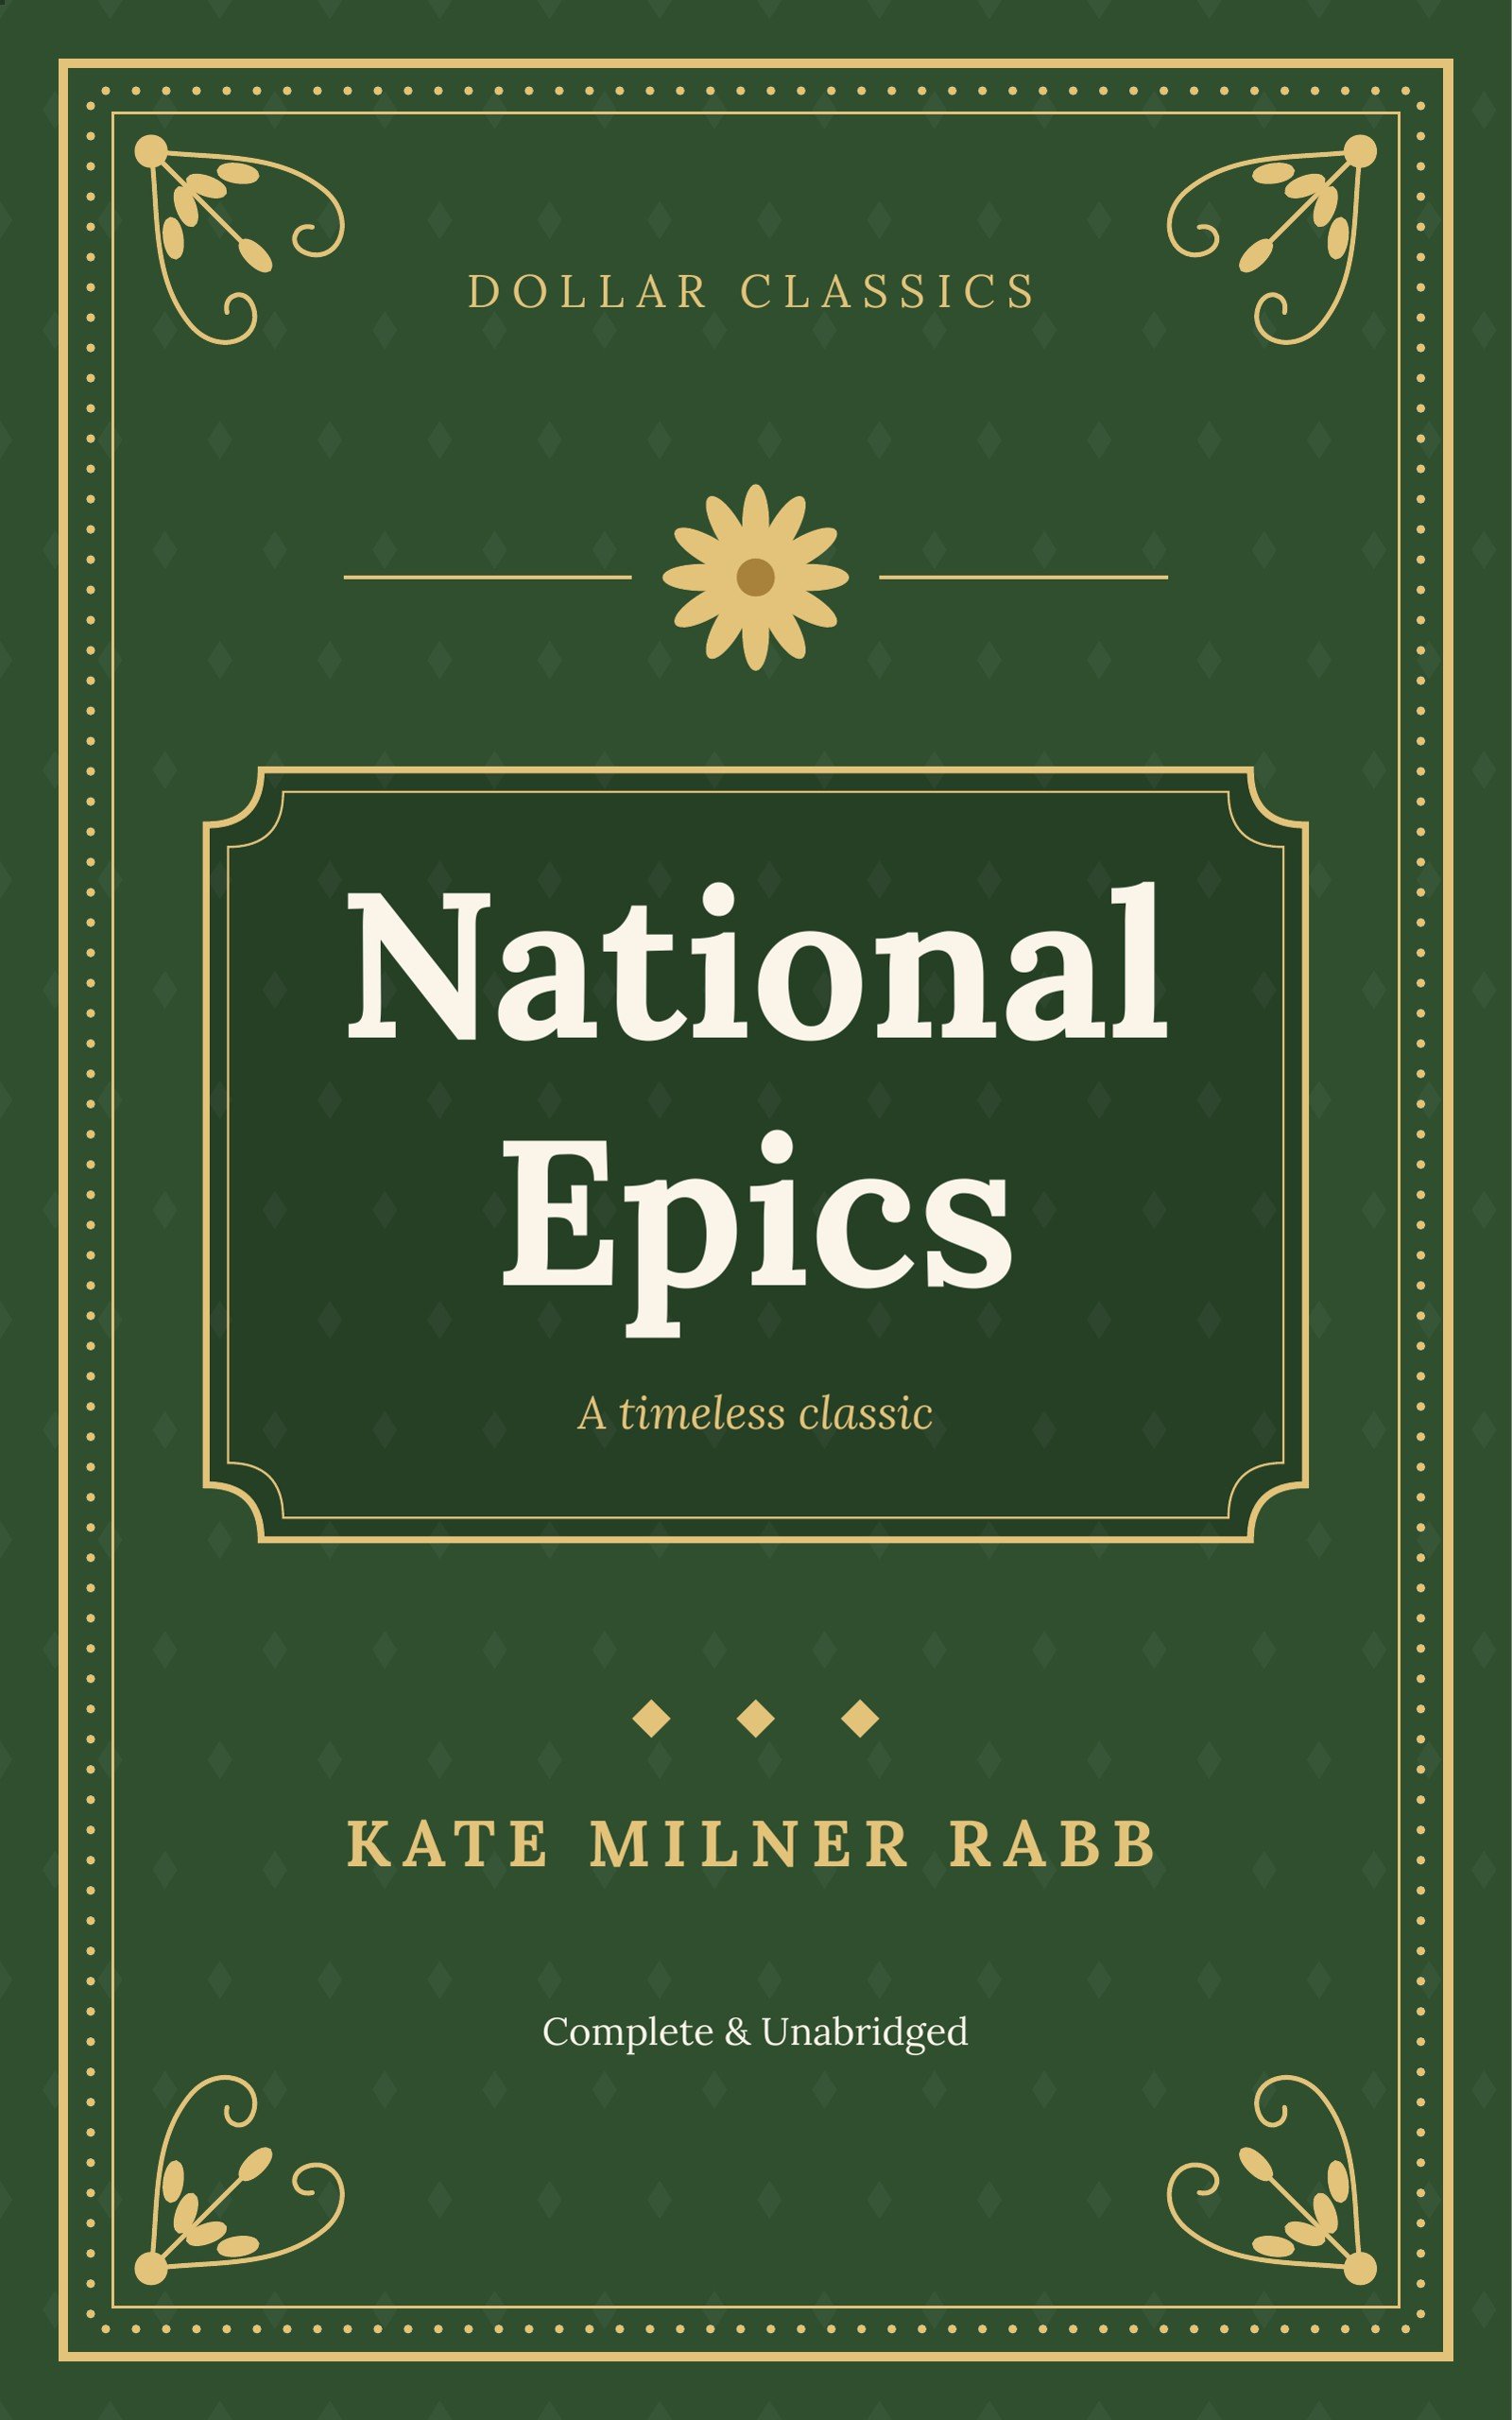 DOLLAR CLASSICS
National
Epics
A timeless classic
KATE MILNER RABB
Complete & Unabridged